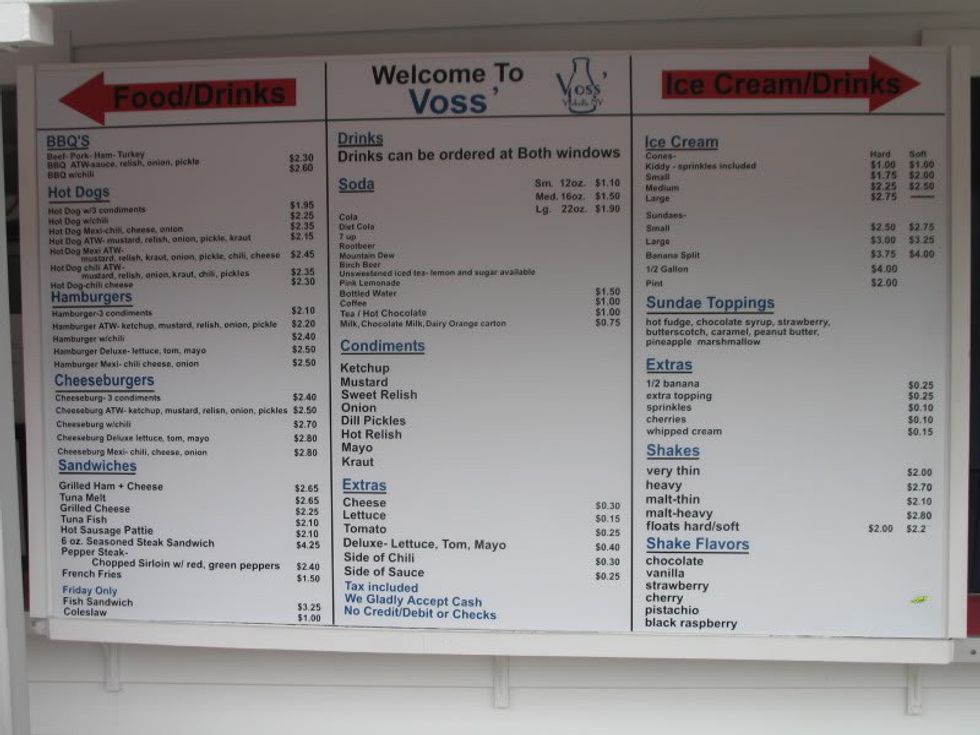 Food/Drinks
BBQ'S
Beef- Pork- Ham- Turkey $2.30
BBQ ATW-sauce, relish, onion, pickle $2.60
BBQ w/chili
Hot Dogs
Hot Dog w/3 condiments $1.95
Hot Dog w/chili $2.25
Hot Dog Mexi-chili, cheese, onion $2.35
Hot Dog ATW- mustard, relish, onion, pickle, kraut $2.15
Hot Dog Mexi ATW-
mustard, relish, kraut, onion, pickle, chili, cheese $2.45
Hot Dog chili ATW-
mustard, relish, onion, kraut, chili, pickles $2.35
Hot Dog-chili cheese $2.30
Hamburgers
Hamburger-3 condiments $2.10
Hamburger ATW- ketchup, mustard, relish, onion, pickle $2.20
Hamburger w/chili $2.40
Hamburger Deluxe- lettuce, tom, mayo $2.50
Hamburger Mexi- chili cheese, onion $2.50
Cheeseburgers
Cheeseburg- 3 condiments $2.40
Cheeseburg ATW- ketchup, mustard, relish, onion, pickles $2.50
Cheeseburg w/chili $2.70
Cheeseburg Deluxe lettuce, tom, mayo $2.80
Cheeseburg Mexi- chili, cheese, onion $2.80
Sandwiches
Grilled Ham + Cheese $2.65
Tuna Melt $2.65
Grilled Cheese $2.25
Tuna Fish $2.10
Hot Sausage Pattie $2.10
6 oz. Seasoned Steak Sandwich $4.25
Pepper Steak-
Chopped Sirloin w/ red, green peppers $2.40
French Fries $1.50
Friday Only
Fish Sandwich $3.25
Coleslaw $1.00
Welcome To
Voss'
Voss'
NY
Drinks
Drinks can be ordered at Both windows
Soda Sm. 12oz. $1.10
Med. 16oz. $1.50
Lg. 22oz. $1.90
Cola
Diet Cola
7 up
Rootbeer
Mountain Dew
Birch Beer
Unsweetened iced tea- lemon and sugar available
Pink Lemonade
Bottled Water $1.50
Coffee $1.00
Tea / Hot Chocolate $1.00
Milk, Chocolate Milk, Dairy Orange carton $0.75
Condiments
Ketchup
Mustard
Sweet Relish
Onion
Dill Pickles
Hot Relish
Mayo
Kraut
Extras
Cheese $0.30
Lettuce $0.15
Tomato $0.25
Deluxe- Lettuce, Tom, Mayo $0.40
Side of Chili $0.30
Side of Sauce $0.25
Tax included
We Gladly Accept Cash
No Credit/Debit or Checks
Ice Cream/Drinks
Ice Cream
Cones- Hard Soft
Kiddy - sprinkles included $1.00 $1.00
Small $1.75 $2.00
Medium $2.25 $2.50
Large $2.75
Sundaes-
Small $2.50 $2.75
Large $3.00 $3.25
Banana Split $3.75 $4.00
1/2 Gallon $4.00
Pint $2.00
Sundae Toppings
hot fudge, chocolate syrup, strawberry,
butterscotch, caramel, peanut butter,
pineapple marshmallow
Extras
1/2 banana $0.25
extra topping $0.25
sprinkles $0.10
cherries $0.10
whipped cream $0.15
Shakes
very thin $2.00
heavy $2.70
malt-thin $2.10
malt-heavy $2.80
floats hard/soft $2.00 $2.2
Shake Flavors
chocolate
vanilla
strawberry
cherry
pistachio
black raspberry